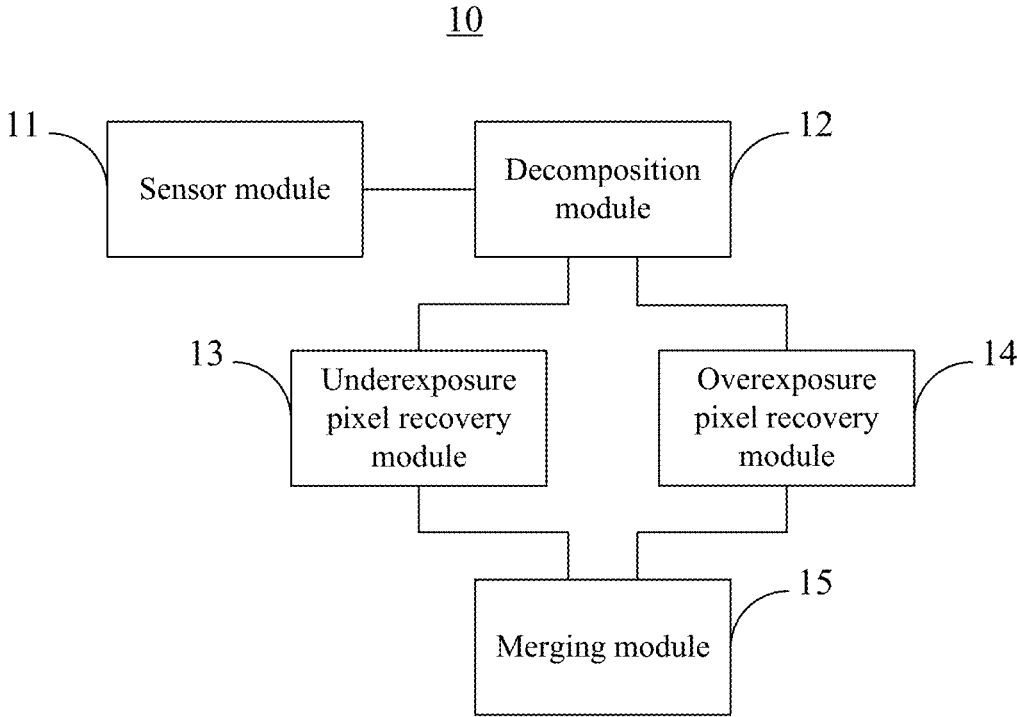 10
11
Sensor module
Decomposition
module
12
13
Underexposure
pixel recovery
module
Overexposure
pixel recovery
module
14
Merging module
15